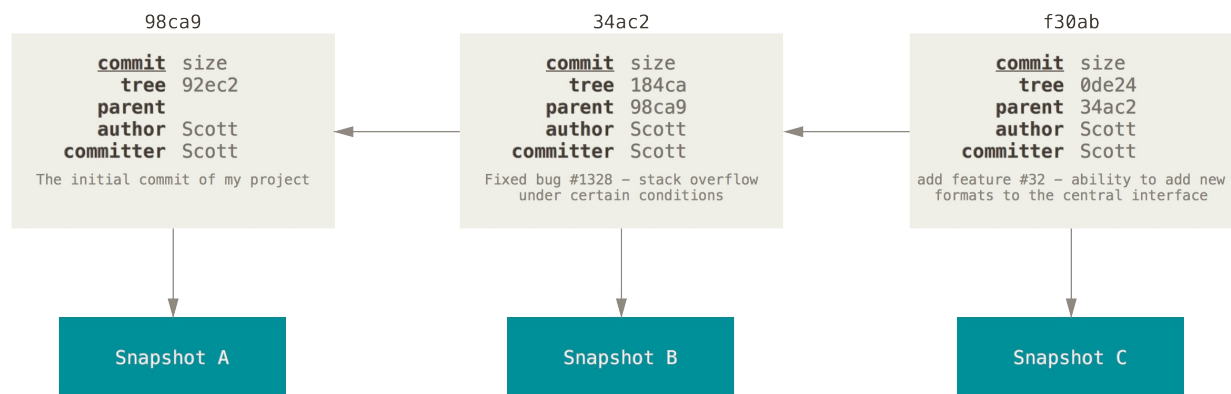 98ca9
commit size
tree 92ec2
parent
author Scott
committer Scott
The initial commit of my project
Snapshot A
34ac2
commit size
tree 184ca
parent 98ca9
author Scott
committer Scott
Fixed bug #1328 – stack overflow
under certain conditions
Snapshot B
f30ab
commit size
tree 0de24
parent 34ac2
author Scott
committer Scott
add feature #32 – ability to add new
formats to the central interface
Snapshot C